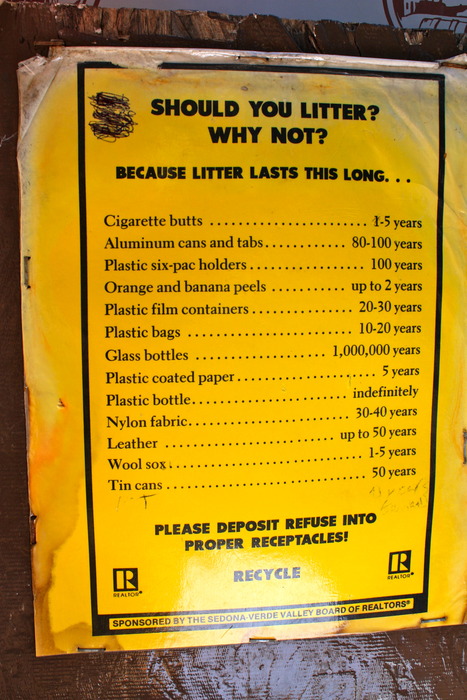 SHOULD YOU LITTER?
WHY NOT?
BECAUSE LITTER LASTS THIS LONG. . .
Cigarette butts ........................ 1-5 years
Aluminum cans and tabs ............ 80-100 years
Plastic six-pac holders .................. 100 years
Orange and banana peels ........... up to 2 years
Plastic film containers ................ 20-30 years
Plastic bags ........................... 10-20 years
Glass bottles ..................... 1,000,000 years
Plastic coated paper ..................... 5 years
Plastic bottle .......................... indefinitely
Nylon fabric ........................... 30-40 years
Leather .......................... up to 50 years
Wool sox ............................... 1-5 years
Tin cans ................................ 50 years
PLEASE DEPOSIT REFUSE INTO
PROPER RECEPTACLES!
RECYCLE
R
REALTOR®
R
REALTOR®
SPONSORED BY THE SEDONA-VERDE VALLEY BOARD OF REALTORS®